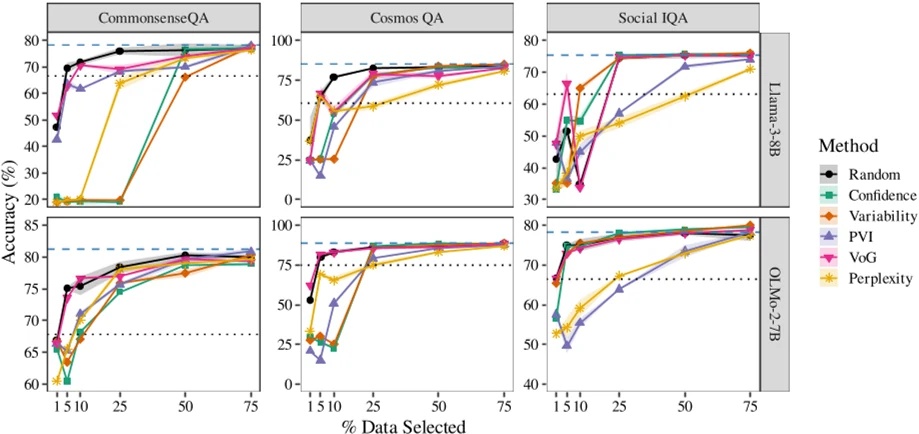 CommonsenseQA
Cosmos QA
Social IQA
80
70
60
50
40
30
20
100
75
50
25
0
80
70
60
50
40
30
Llama-3-8B
85
80
75
70
65
60
100
75
50
25
0
80
70
60
50
40
OLMo-2-7B
Accuracy (%)
1 5 10 25 50 75
1 5 10 25 50 75
1 5 10 25 50 75
% Data Selected
Method
Random
Confidence
Variability
PVI
VoG
Perplexity